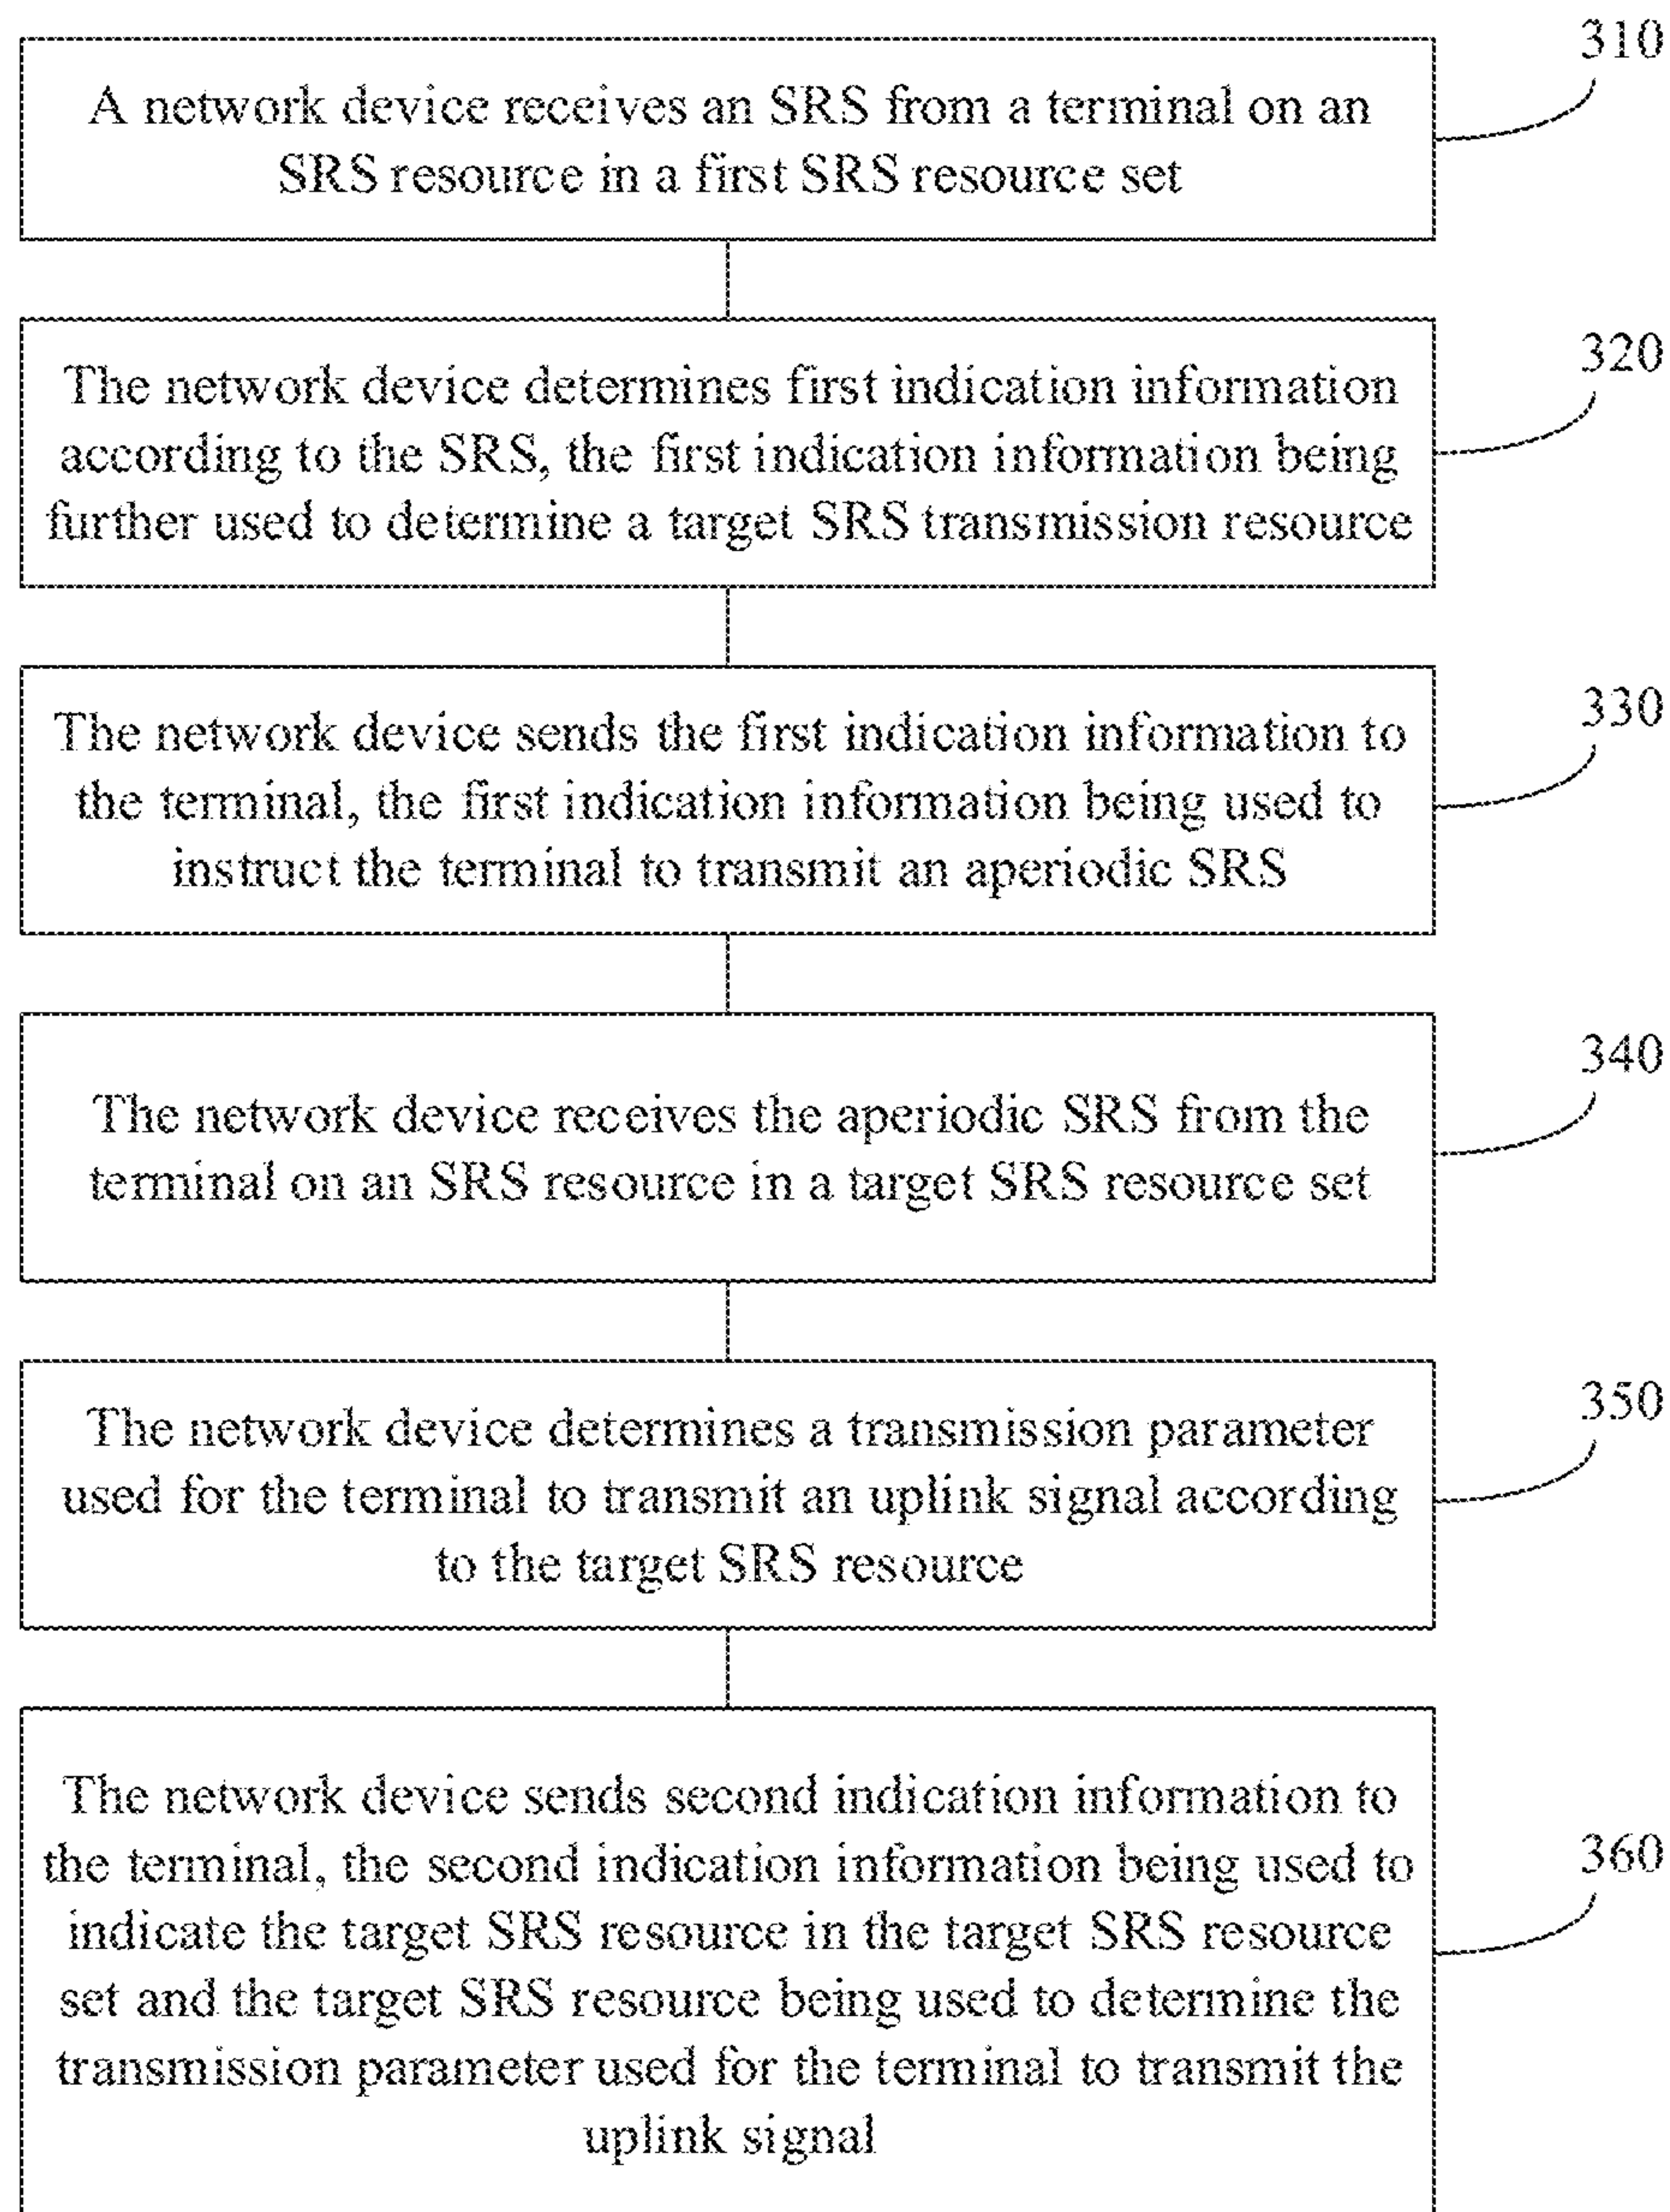 310
A network device receives an SRS from a terminal on an
SRS resource in a first SRS resource set
320
The network device determines first indication information
according to the SRS, the first indication information being
further used to determine a target SRS transmission resource
330
The network device sends the first indication information to
the terminal, the first indication information being used to
instruct the terminal to transmit an aperiodic SRS
340
The network device receives the aperiodic SRS from the
terminal on an SRS resource in a target SRS resource set
350
The network device determines a transmission parameter
used for the terminal to transmit an uplink signal according
to the target SRS resource
360
The network device sends second indication information to
the terminal, the second indication information being used to
indicate the target SRS resource in the target SRS resource
set and the target SRS resource being used to determine the
transmission parameter used for the terminal to transmit the
uplink signal